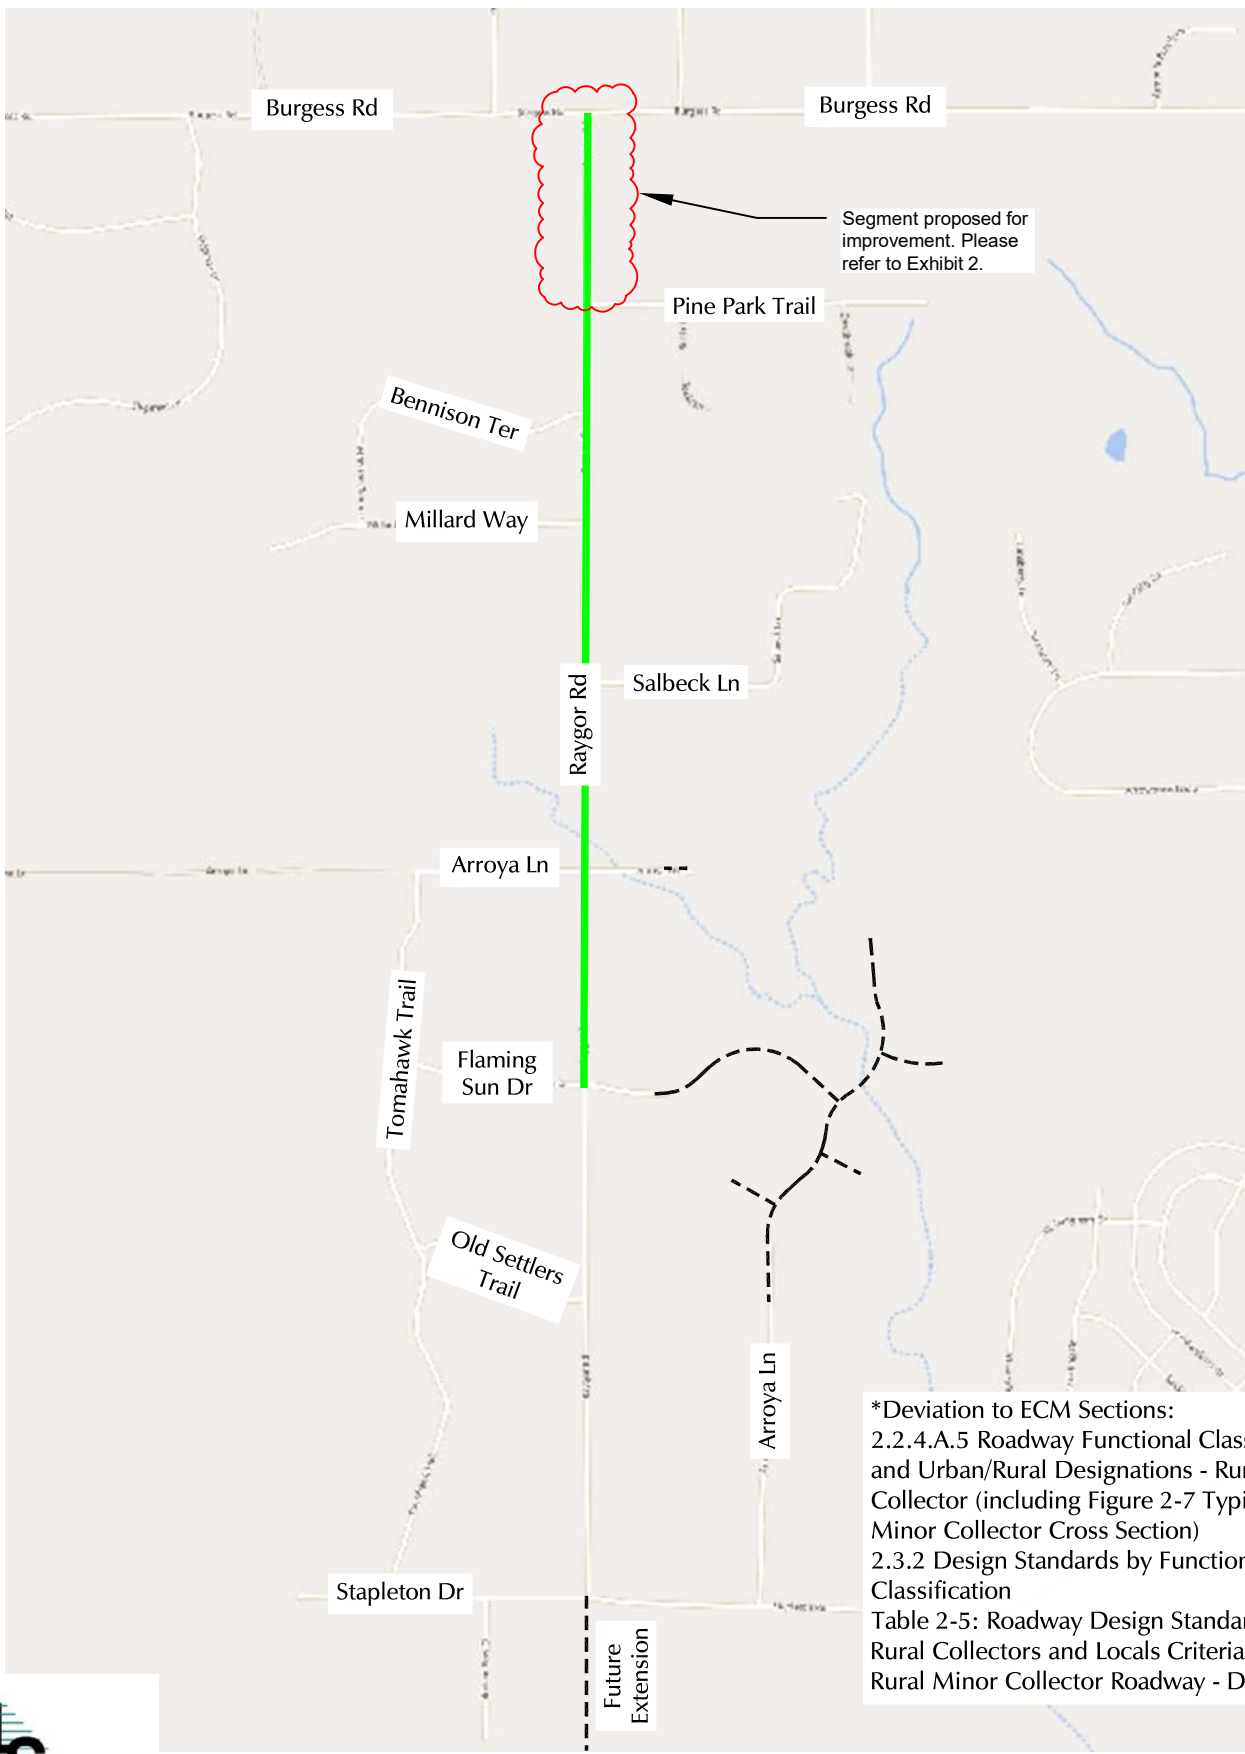 Burgess Rd
Burgess Rd
Segment proposed for
improvement. Please
refer to Exhibit 2.
Pine Park Trail
Bennison Ter
Millard Way
Salbeck Ln
Raygor Rd
Arroya Ln
Tomahawk Trail
Flaming
Sun Dr
Old Settlers
Trail
Arroya Ln
*Deviation to ECM Sections:
2.2.4.A.5 Roadway Functional Clas
and Urban/Rural Designations - Ru
Collector (including Figure 2-7 Typi
Minor Collector Cross Section)
2.3.2 Design Standards by Function
Classification
Table 2-5: Roadway Design Standa
Rural Collectors and Locals Criteria
Rural Minor Collector Roadway - D
Stapleton Dr
Future
Extension